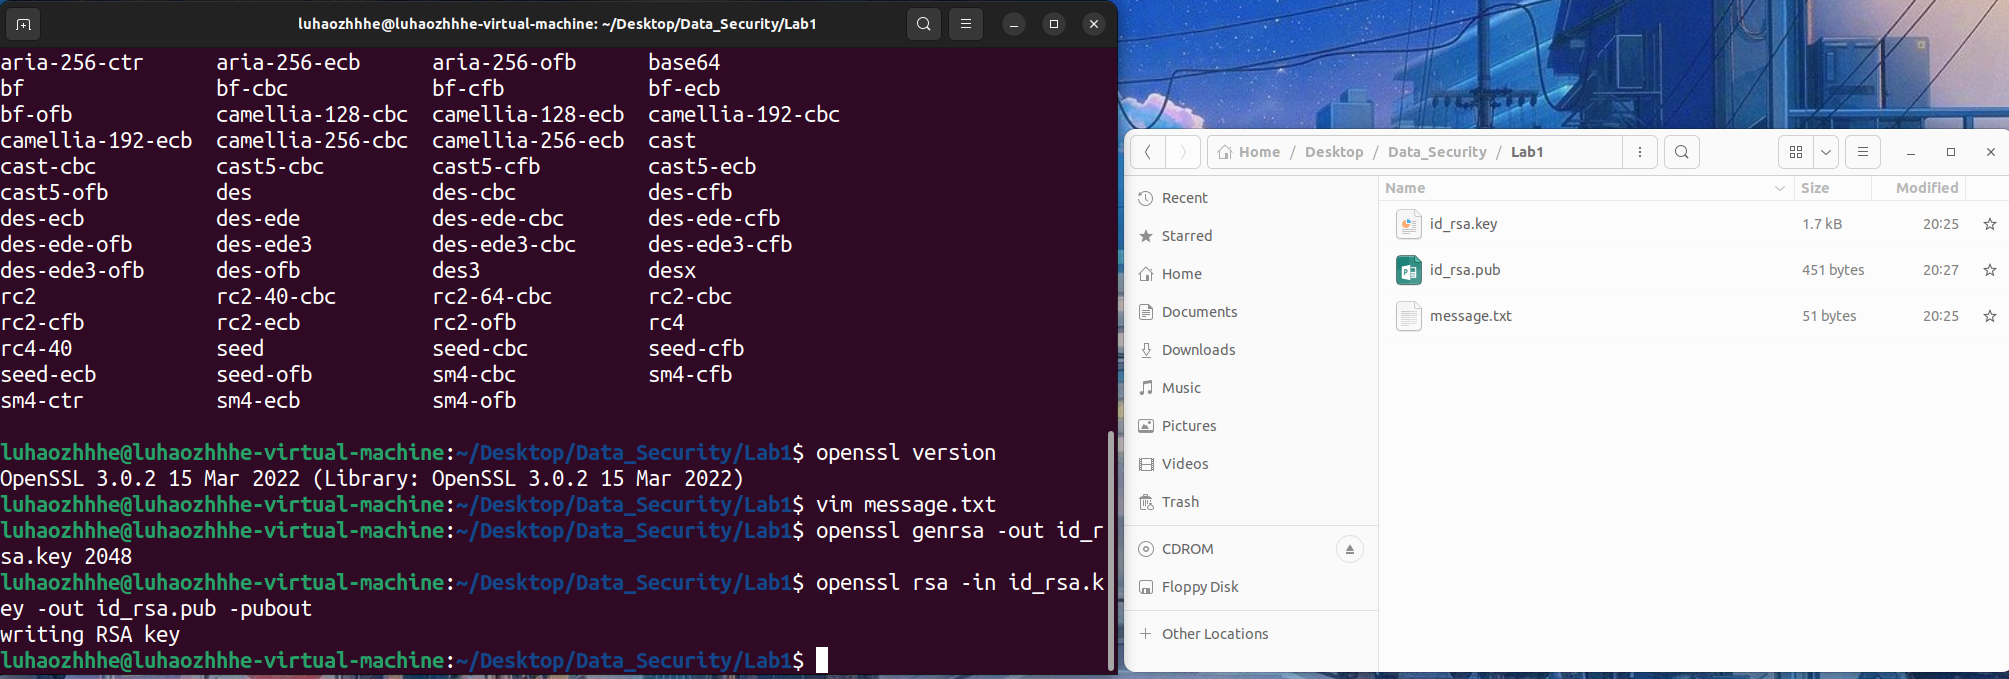 luhaozhhhe@luhaozhhhe-virtual-machine: ~/Desktop/Data_Security/Lab1
aria-256-ctr aria-256-ecb aria-256-ofb base64
bf bf-cbc bf-cfb bf-ecb
bf-ofb camellia-128-cbc camellia-128-ecb camellia-192-cbc
camellia-192-ecb camellia-256-cbc camellia-256-ecb cast
cast-cbc cast5-cbc cast5-cfb cast5-ecb
cast5-ofb des des-cbc des-cfb
des-ecb des-ede des-ede-cbc des-ede-cfb
des-ede-ofb des-ede3 des-ede3-cbc des-ede3-cfb
des-ede3-ofb des-ofb des3 desx
rc2 rc2-40-cbc rc2-64-cbc rc2-cbc
rc2-cfb rc2-ecb rc2-ofb rc4
rc4-40 seed seed-cbc seed-cfb
seed-ecb seed-ofb sm4-cbc sm4-cfb
sm4-ctr sm4-ecb sm4-ofb
luhaozhhhe@luhaozhhhe-virtual-machine:~/Desktop/Data_Security/Lab1$ openssl version
OpenSSL 3.0.2 15 Mar 2022 (Library: OpenSSL 3.0.2 15 Mar 2022)
luhaozhhhe@luhaozhhhe-virtual-machine:~/Desktop/Data_Security/Lab1$ vim message.txt
luhaozhhhe@luhaozhhhe-virtual-machine:~/Desktop/Data_Security/Lab1$ openssl genrsa -out id_r
sa.key 2048
luhaozhhhe@luhaozhhhe-virtual-machine:~/Desktop/Data_Security/Lab1$ openssl rsa -in id_rsa.k
ey -out id_rsa.pub -pubout
writing RSA key
luhaozhhhe@luhaozhhhe-virtual-machine:~/Desktop/Data_Security/Lab1$
Home / Desktop / Data_Security / Lab1
Recent
Starred
Home
Documents
Downloads
Music
Pictures
Videos
Trash
CDROM
Floppy Disk
+ Other Locations
Name Size Modified
id_rsa.key 1.7 kB 20:25
id_rsa.pub 451 bytes 20:27
message.txt 51 bytes 20:25